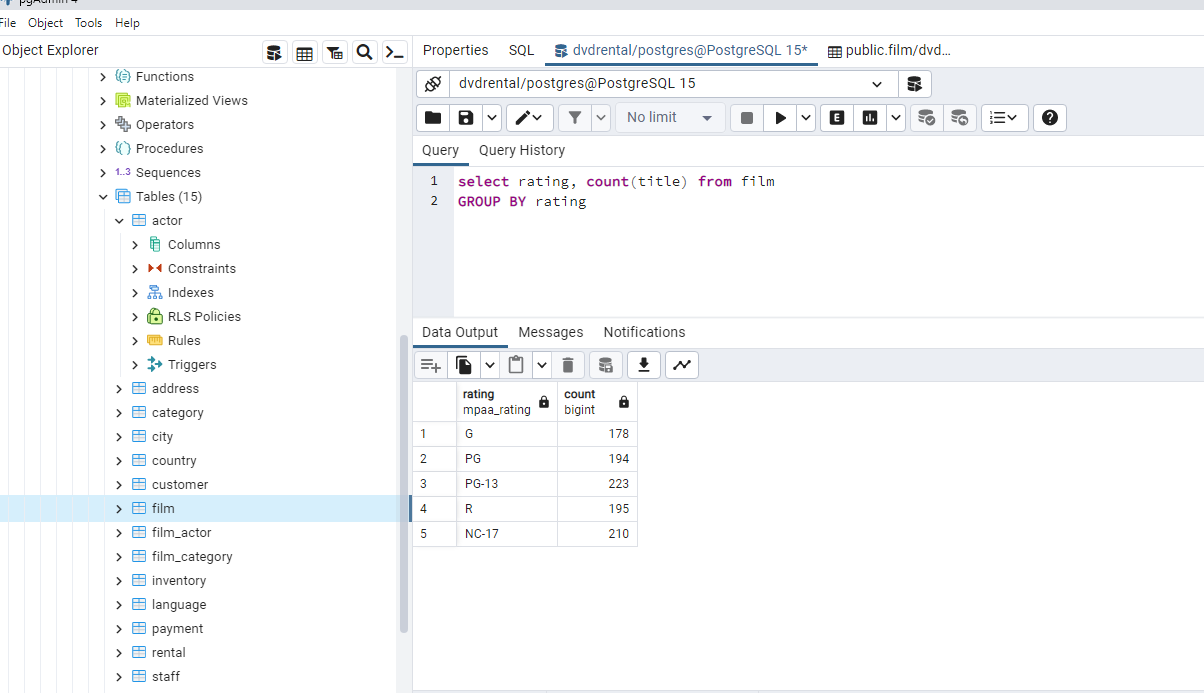 pgAdmin 4
File Object Tools Help
Object Explorer
Functions
Materialized Views
Operators
Procedures
1..3 Sequences
Tables (15)
actor
Columns
Constraints
Indexes
RLS Policies
Rules
Triggers
address
category
city
country
customer
film
film_actor
film_category
inventory
language
payment
rental
staff
Properties SQL dvdrental/postgres@PostgreSQL 15* public.film/dvd...
dvdrental/postgres@PostgreSQL 15
No limit E
Query Query History
1 select rating, count(title) from film
2 GROUP BY rating
Data Output Messages Notifications
rating count
mpaa_rating bigint
1 G 178
2 PG 194
3 PG-13 223
4 R 195
5 NC-17 210